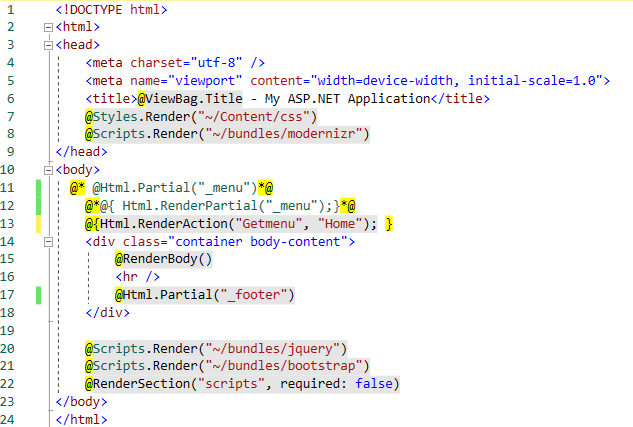 1 <!DOCTYPE html>
2 <html>
3 <head>
4 <meta charset="utf-8" />
5 <meta name="viewport" content="width=device-width, initial-scale=1.0">
6 <title>@ViewBag.Title - My ASP.NET Application</title>
7 @Styles.Render("~/Content/css")
8 @Scripts.Render("~/bundles/modernizr")
9 </head>
10 <body>
11 @* @Html.Partial("_menu")*@
12 @*@{ Html.RenderPartial("_menu");}*@
13 @{Html.RenderAction("Getmenu", "Home"); }
14 <div class="container body-content">
15 @RenderBody()
16 <hr />
17 @Html.Partial("_footer")
18 </div>
19
20 @Scripts.Render("~/bundles/jquery")
21 @Scripts.Render("~/bundles/bootstrap")
22 @RenderSection("scripts", required: false)
23 </body>
24 </html>